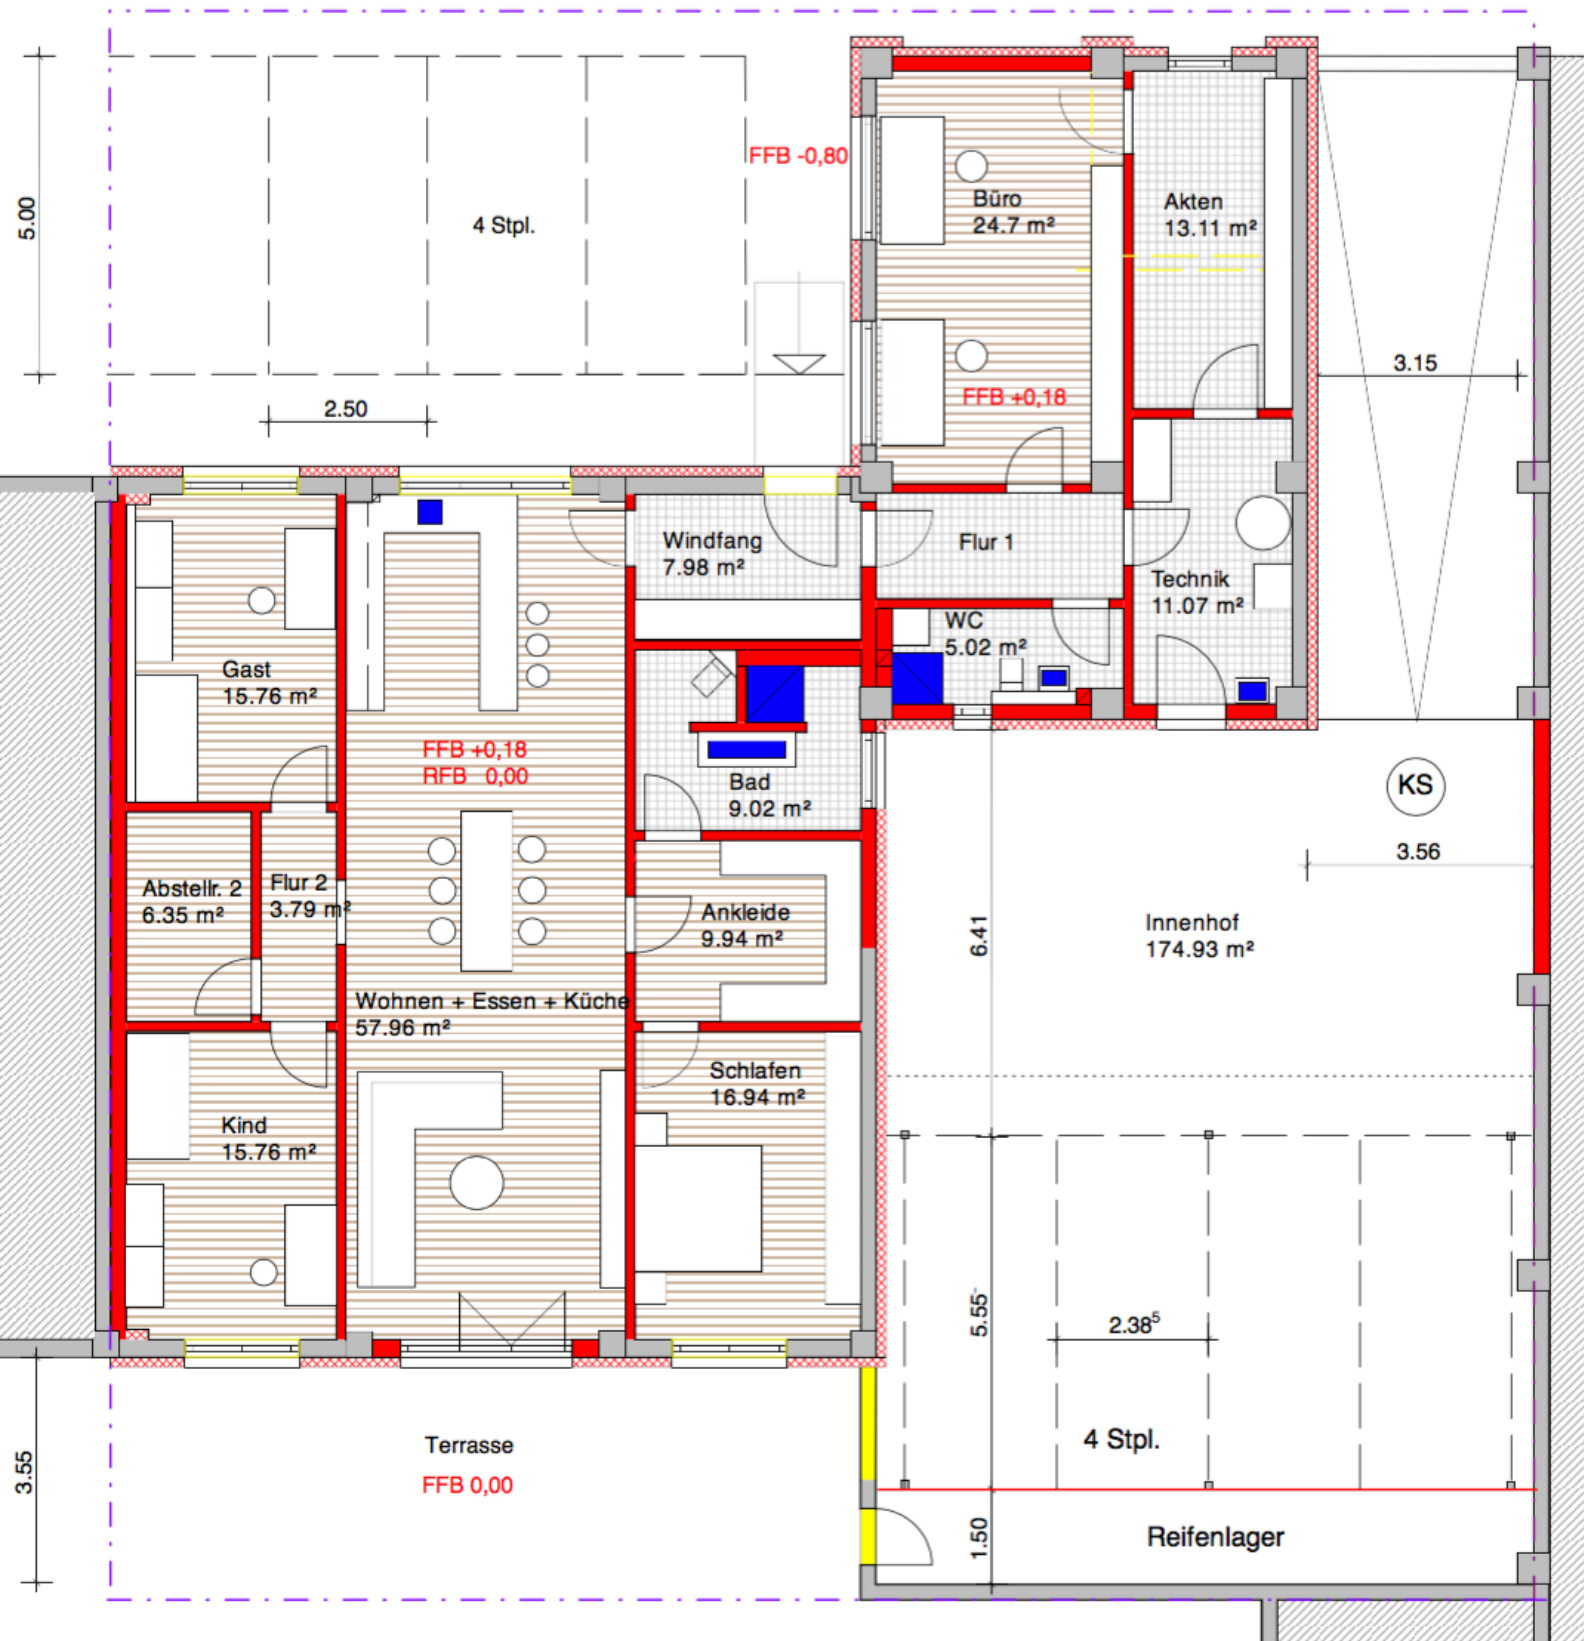 5.00
4 Stpl.
2.50
FFB -0,80
Büro
24.7 m²
FFB +0,18
Akten
13.11 m²
3.15
Windfang
7.98 m²
Flur 1
Technik
11.07 m²
WC
5.02 m²
Gast
15.76 m²
FFB +0,18
RFB 0,00
Bad
9.02 m²
KS
3.56
Abstellr. 2
6.35 m²
Flur 2
3.79 m²
Ankleide
9.94 m²
6.41
Innenhof
174.93 m²
Wohnen + Essen + Küche
57.96 m²
Schlafen
16.94 m²
Kind
15.76 m²
5.55
2.38⁵
4 Stpl.
Terrasse
FFB 0,00
3.55
1.50
Reifenlager